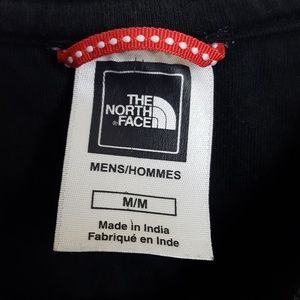 THE
NORTH
®FACE
MENS/HOMMES
M/M
Made in India
Fabriqué en Inde